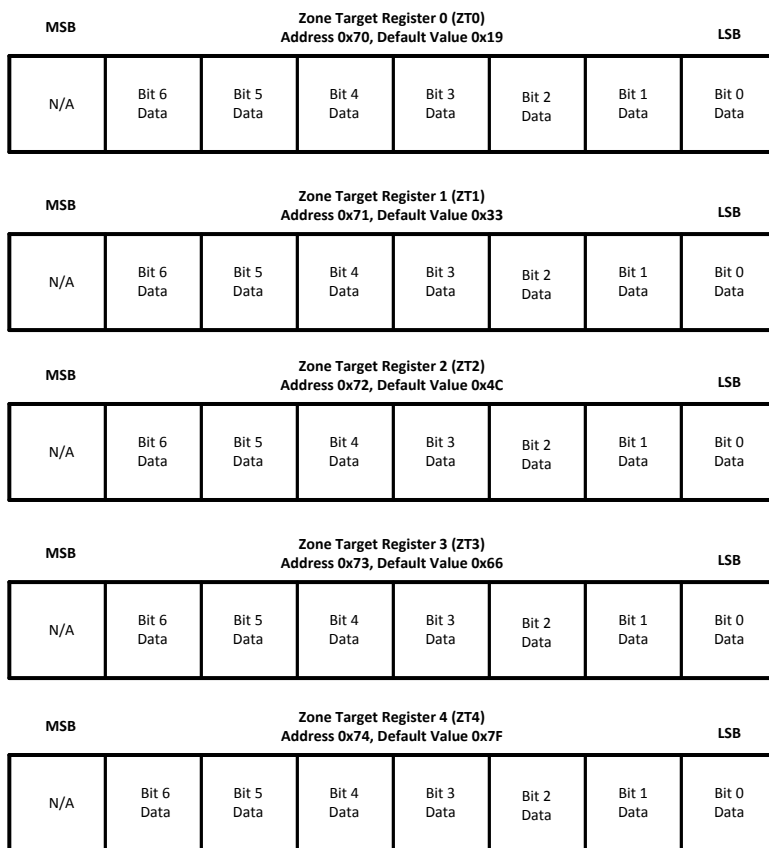 MSB
Zone Target Register 0 (ZT0)
Address 0x70, Default Value 0x19
LSB
N/A
Bit 6
Data
Bit 5
Data
Bit 4
Data
Bit 3
Data
Bit 2
Data
Bit 1
Data
Bit 0
Data
MSB
Zone Target Register 1 (ZT1)
Address 0x71, Default Value 0x33
LSB
N/A
Bit 6
Data
Bit 5
Data
Bit 4
Data
Bit 3
Data
Bit 2
Data
Bit 1
Data
Bit 0
Data
MSB
Zone Target Register 2 (ZT2)
Address 0x72, Default Value 0x4C
LSB
N/A
Bit 6
Data
Bit 5
Data
Bit 4
Data
Bit 3
Data
Bit 2
Data
Bit 1
Data
Bit 0
Data
MSB
Zone Target Register 3 (ZT3)
Address 0x73, Default Value 0x66
LSB
N/A
Bit 6
Data
Bit 5
Data
Bit 4
Data
Bit 3
Data
Bit 2
Data
Bit 1
Data
Bit 0
Data
MSB
Zone Target Register 4 (ZT4)
Address 0x74, Default Value 0x7F
LSB
N/A
Bit 6
Data
Bit 5
Data
Bit 4
Data
Bit 3
Data
Bit 2
Data
Bit 1
Data
Bit 0
Data